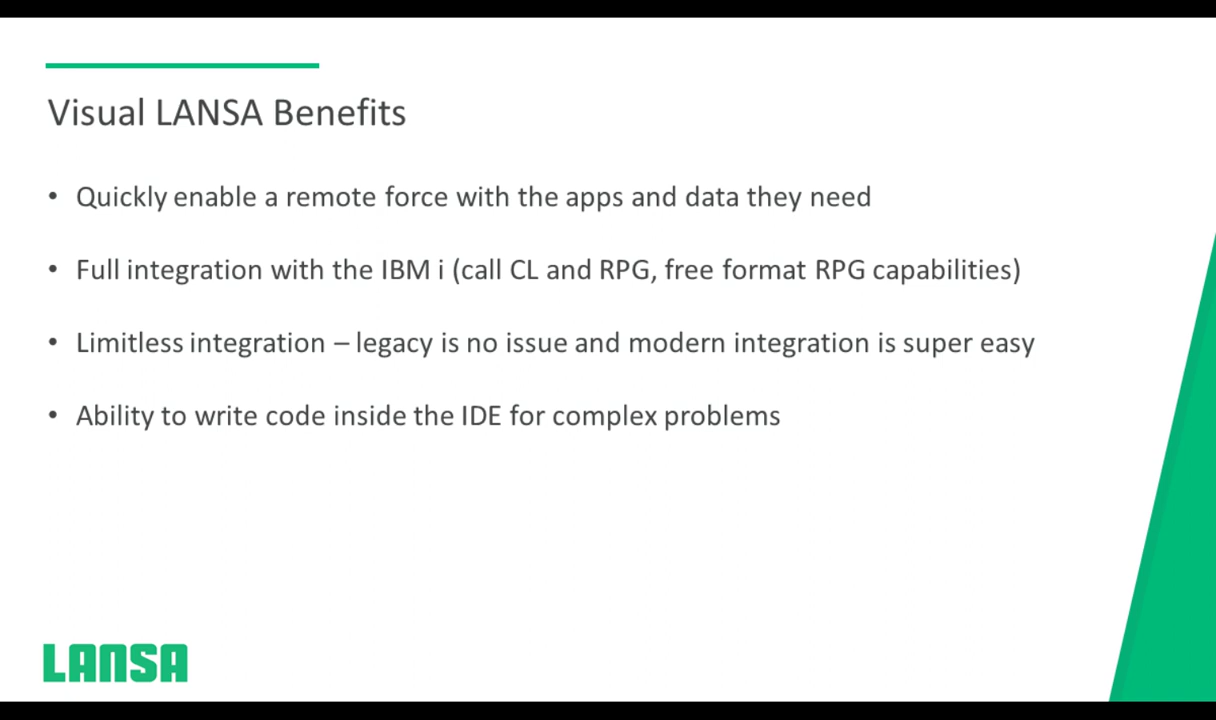 Visual LANSA Benefits
• Quickly enable a remote force with the apps and data they need
• Full integration with the IBM i (call CL and RPG, free format RPG capabilities)
• Limitless integration – legacy is no issue and modern integration is super easy
• Ability to write code inside the IDE for complex problems
LANSA